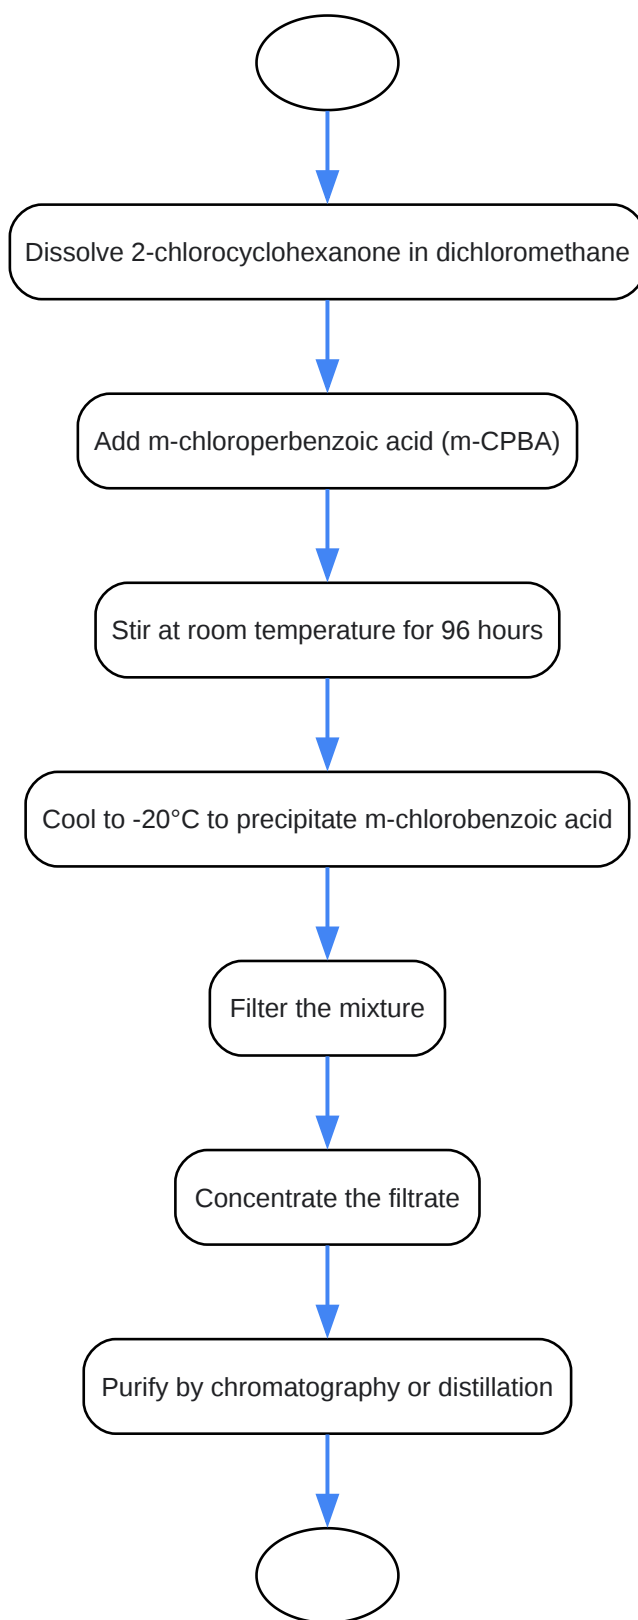 Dissolve 2-chlorocyclohexanone in dichloromethane
Add m-chloroperbenzoic acid (m-CPBA)
Stir at room temperature for 96 hours
Cool to -20°C to precipitate m-chlorobenzoic acid
Filter the mixture
Concentrate the filtrate
Purify by chromatography or distillation